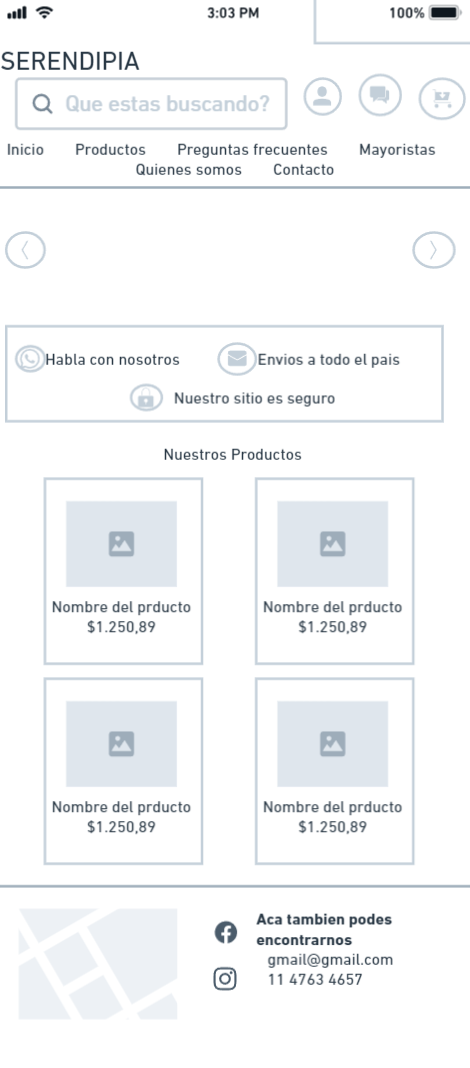 3:03 PM 100%
SERENDIPIA
Que estas buscando?
Inicio Productos Preguntas frecuentes Mayoristas
Quienes somos Contacto
Habla con nosotros Envios a todo el pais
Nuestro sitio es seguro
Nuestros Productos
Nombre del prducto Nombre del prducto
$1.250,89 $1.250,89
Nombre del prducto Nombre del prducto
$1.250,89 $1.250,89
Aca tambien podes
encontrarnos
gmail@gmail.com
11 4763 4657